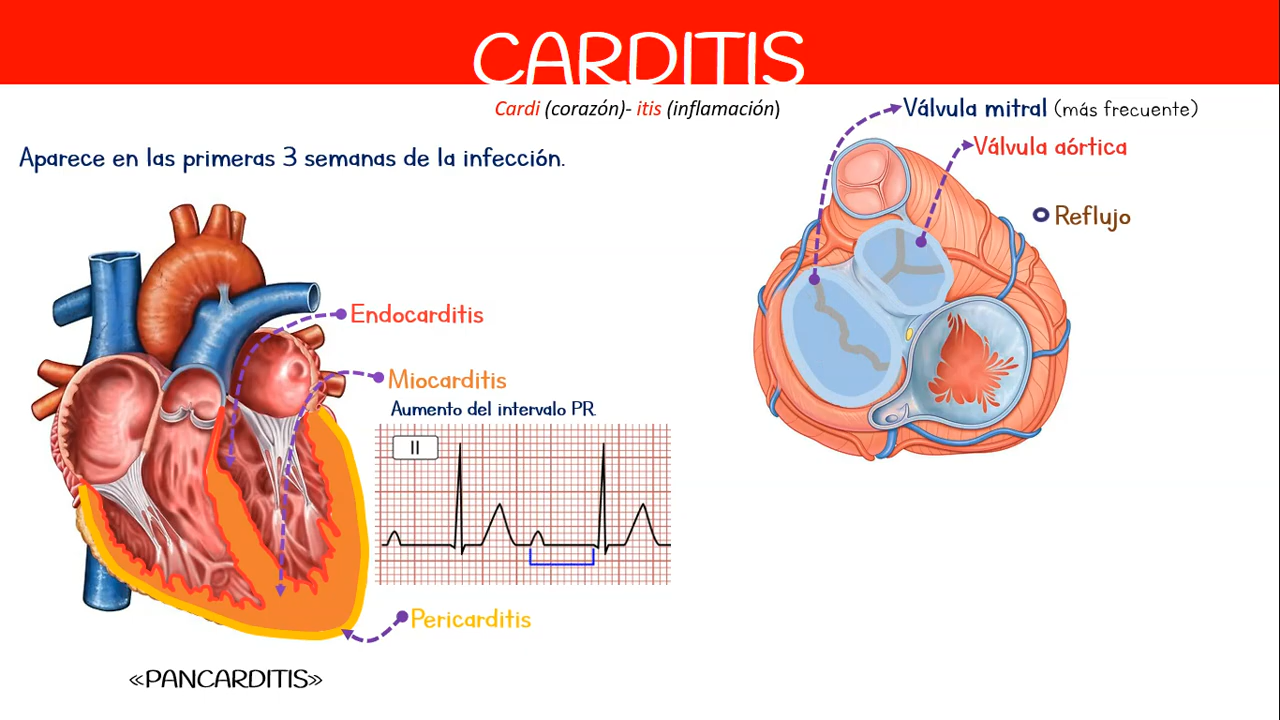 CARDITIS
Cardi (corazón)- itis (inflamación)
Válvula mitral (más frecuente)
Válvula aórtica
Aparece en las primeras 3 semanas de la infección.
Reflujo
Endocarditis
Miocarditis
Aumento del intervalo PR.
II
Pericarditis
«PANCARDITIS»